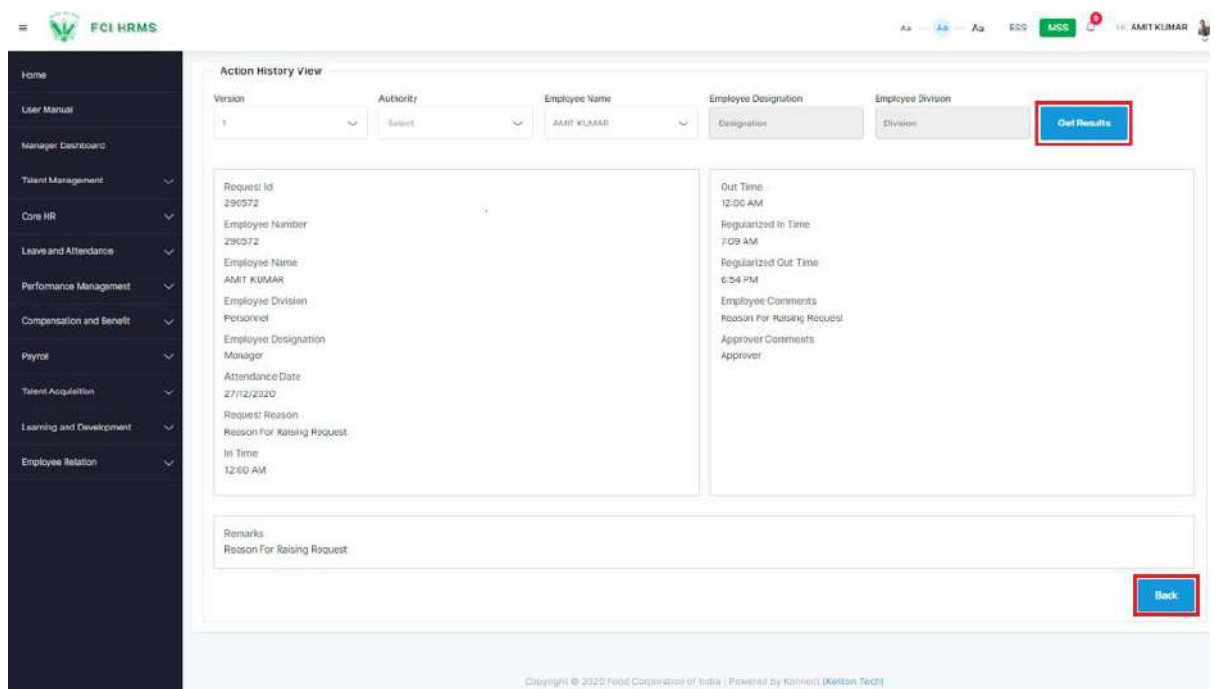 FCI HRMS
Aa — Aa — Aa ESS MSS 0 Hi, AMIT KUMAR
Home
User Manual
Manager Dashboard
Talent Management
Core HR
Leave and Attendance
Performance Management
Compensation and Benefit
Payroll
Talent Acquisition
Learning and Development
Employee Relation
Action History View
Version Authority Employee Name Employee Designation Employee Division
1 Select AMIT KUMAR Designation Division Get Results
Request Id
290572
Employee Number
290572
Employee Name
AMIT KUMAR
Employee Division
Personnel
Employee Designation
Manager
Attendance Date
27/12/2020
Request Reason
Reason For Raising Request
In Time
12:00 AM
Out Time
12:00 AM
Regularized In Time
7:09 AM
Regularized Out Time
6:54 PM
Employee Comments
Reason For Raising Request
Approver Comments
Approver
Remarks
Reason For Raising Request
Back
Copyright © 2020 Food Corporation of India | Powered by Konnect (Kellton Tech)